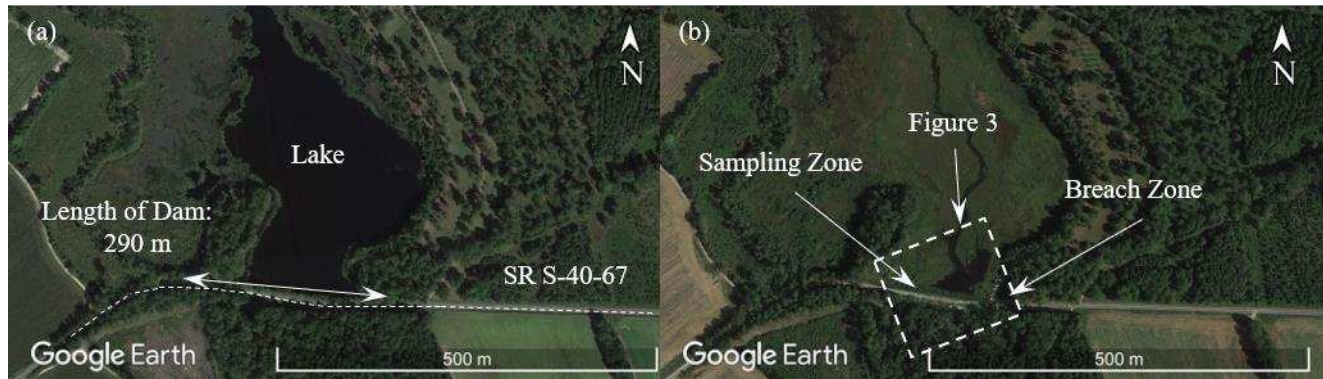 (a)
N
Lake
Length of Dam:
290 m
SR S-40-67
Google Earth
500 m
(b)
N
Figure 3
Sampling Zone
Breach Zone
Google Earth
500 m